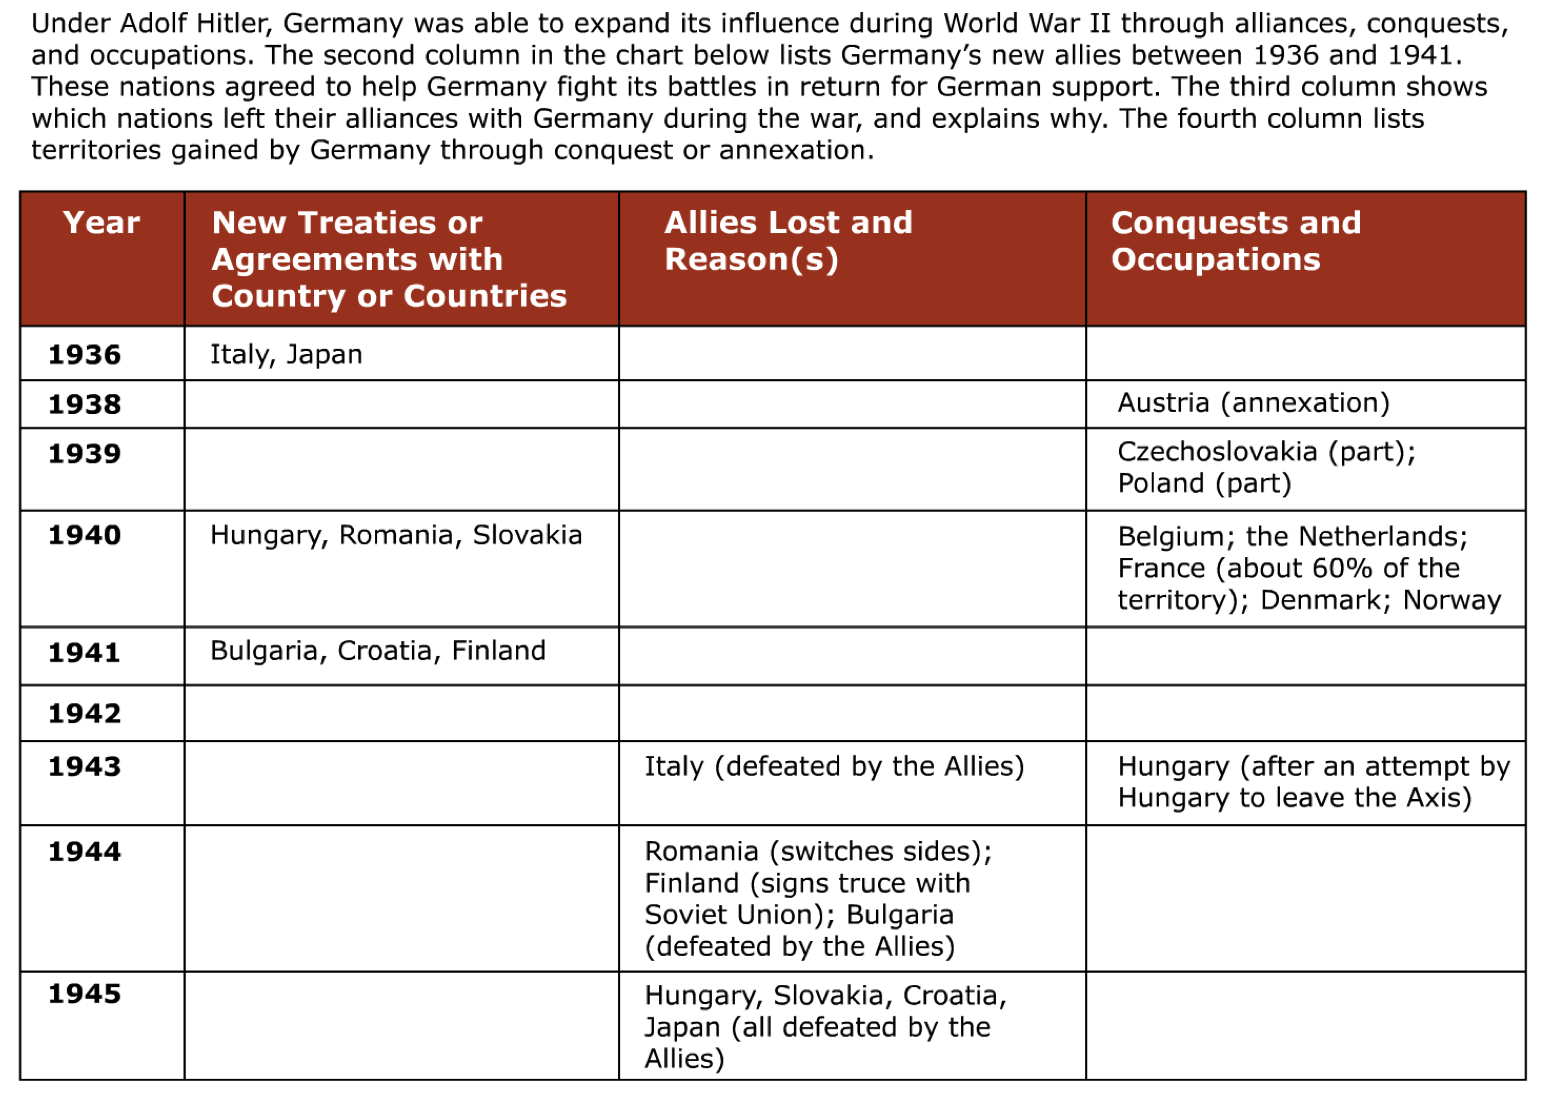 Under Adolf Hitler, Germany was able to expand its influence during World War II through alliances, conquests,
and occupations. The second column in the chart below lists Germany’s new allies between 1936 and 1941.
These nations agreed to help Germany fight its battles in return for German support. The third column shows
which nations left their alliances with Germany during the war, and explains why. The fourth column lists
territories gained by Germany through conquest or annexation.
Year
New Treaties or
Agreements with
Country or Countries
Allies Lost and
Reason(s)
Conquests and
Occupations
1936
Italy, Japan
1938
Austria (annexation)
1939
Czechoslovakia (part);
Poland (part)
1940
Hungary, Romania, Slovakia
Belgium; the Netherlands;
France (about 60% of the
territory); Denmark; Norway
1941
Bulgaria, Croatia, Finland
1942
1943
Italy (defeated by the Allies)
Hungary (after an attempt by
Hungary to leave the Axis)
1944
Romania (switches sides);
Finland (signs truce with
Soviet Union); Bulgaria
(defeated by the Allies)
1945
Hungary, Slovakia, Croatia,
Japan (all defeated by the
Allies)